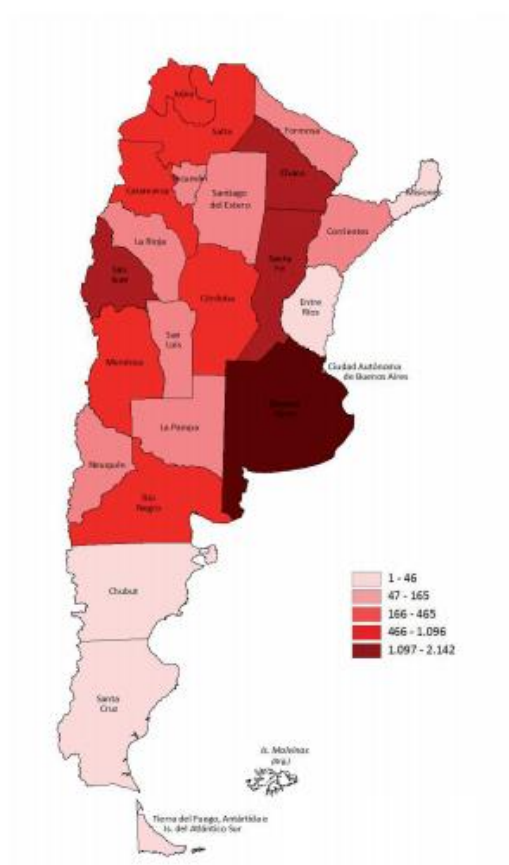 Jujuy
Salta
Formosa
Chaco
Misiones
Tucumán
Catamarca
Santiago
del Estero
Corrientes
La Rioja
Santa
Fe
San
Juan
Córdoba
Entre
Ríos
San
Luis
Mendoza
Ciudad Autónoma
de Buenos Aires
Buenos
Aires
La Pampa
Neuquén
Río
Negro
Chubut
1 - 46
47 - 165
166 - 465
466 - 1.096
1.097 - 2.142
Santa
Cruz
Is. Malvinas
(Arg.)
Tierra del Fuego, Antártida e
Is. del Atlántico Sur